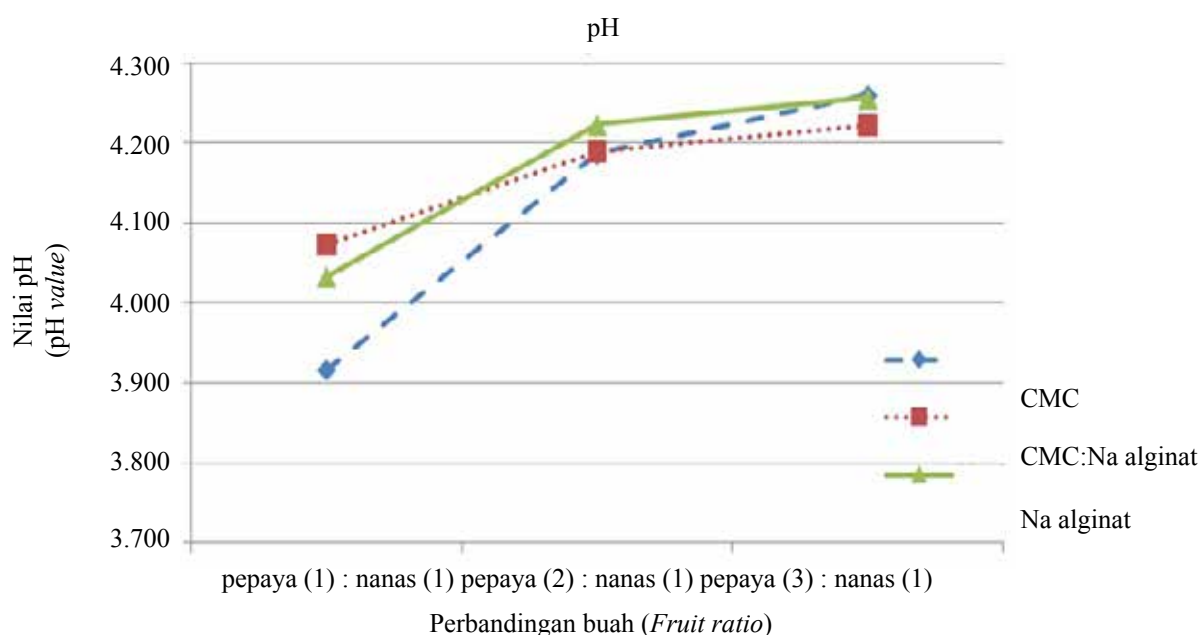 pH
4.300
4.200
4.100
4.000
3.900
3.800
3.700
Nilai pH
(pH value)
CMC
CMC:Na alginat
Na alginat
pepaya (1) : nanas (1) pepaya (2) : nanas (1) pepaya (3) : nanas (1)
Perbandingan buah (Fruit ratio)